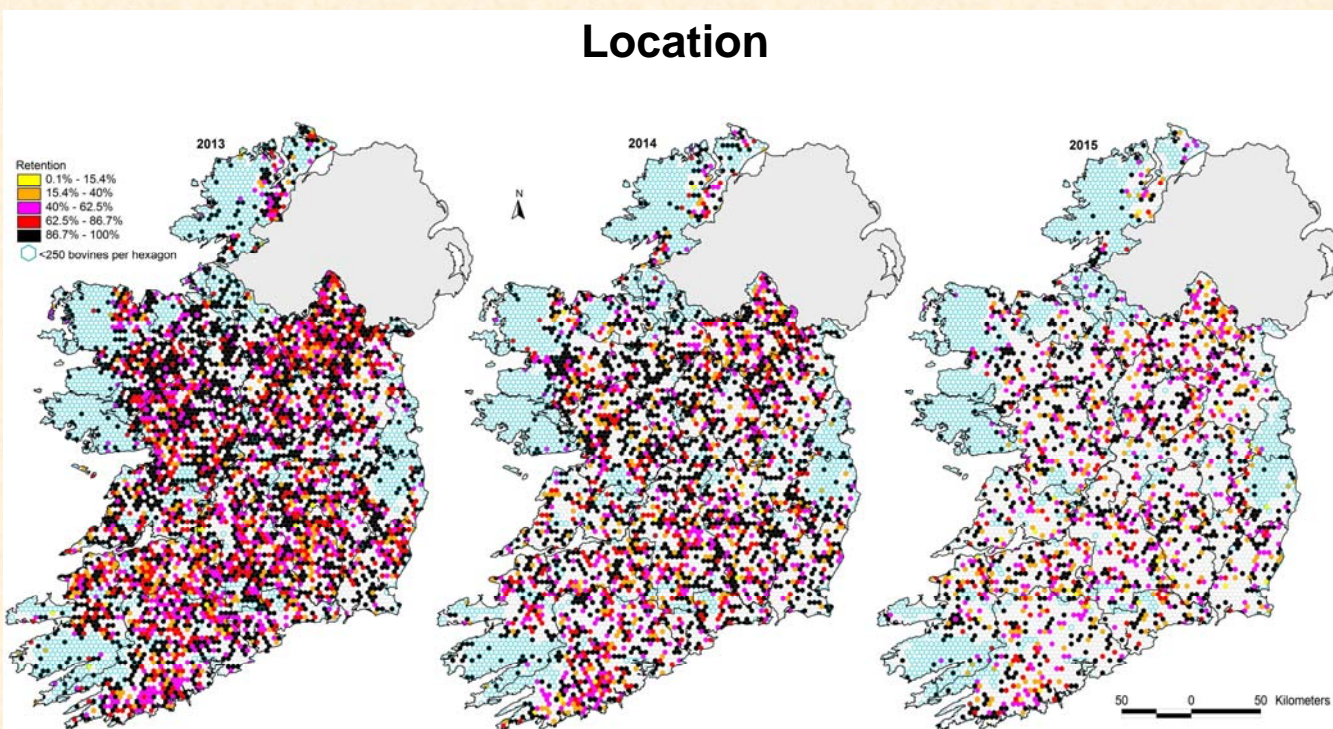 Location
2013
2014
2015
Retention
0.1% - 15.4%
15.4% - 40%
40% - 62.5%
62.5% - 86.7%
86.7% - 100%
<250 bovines per hexagon
N
50 0 50 Kilometers